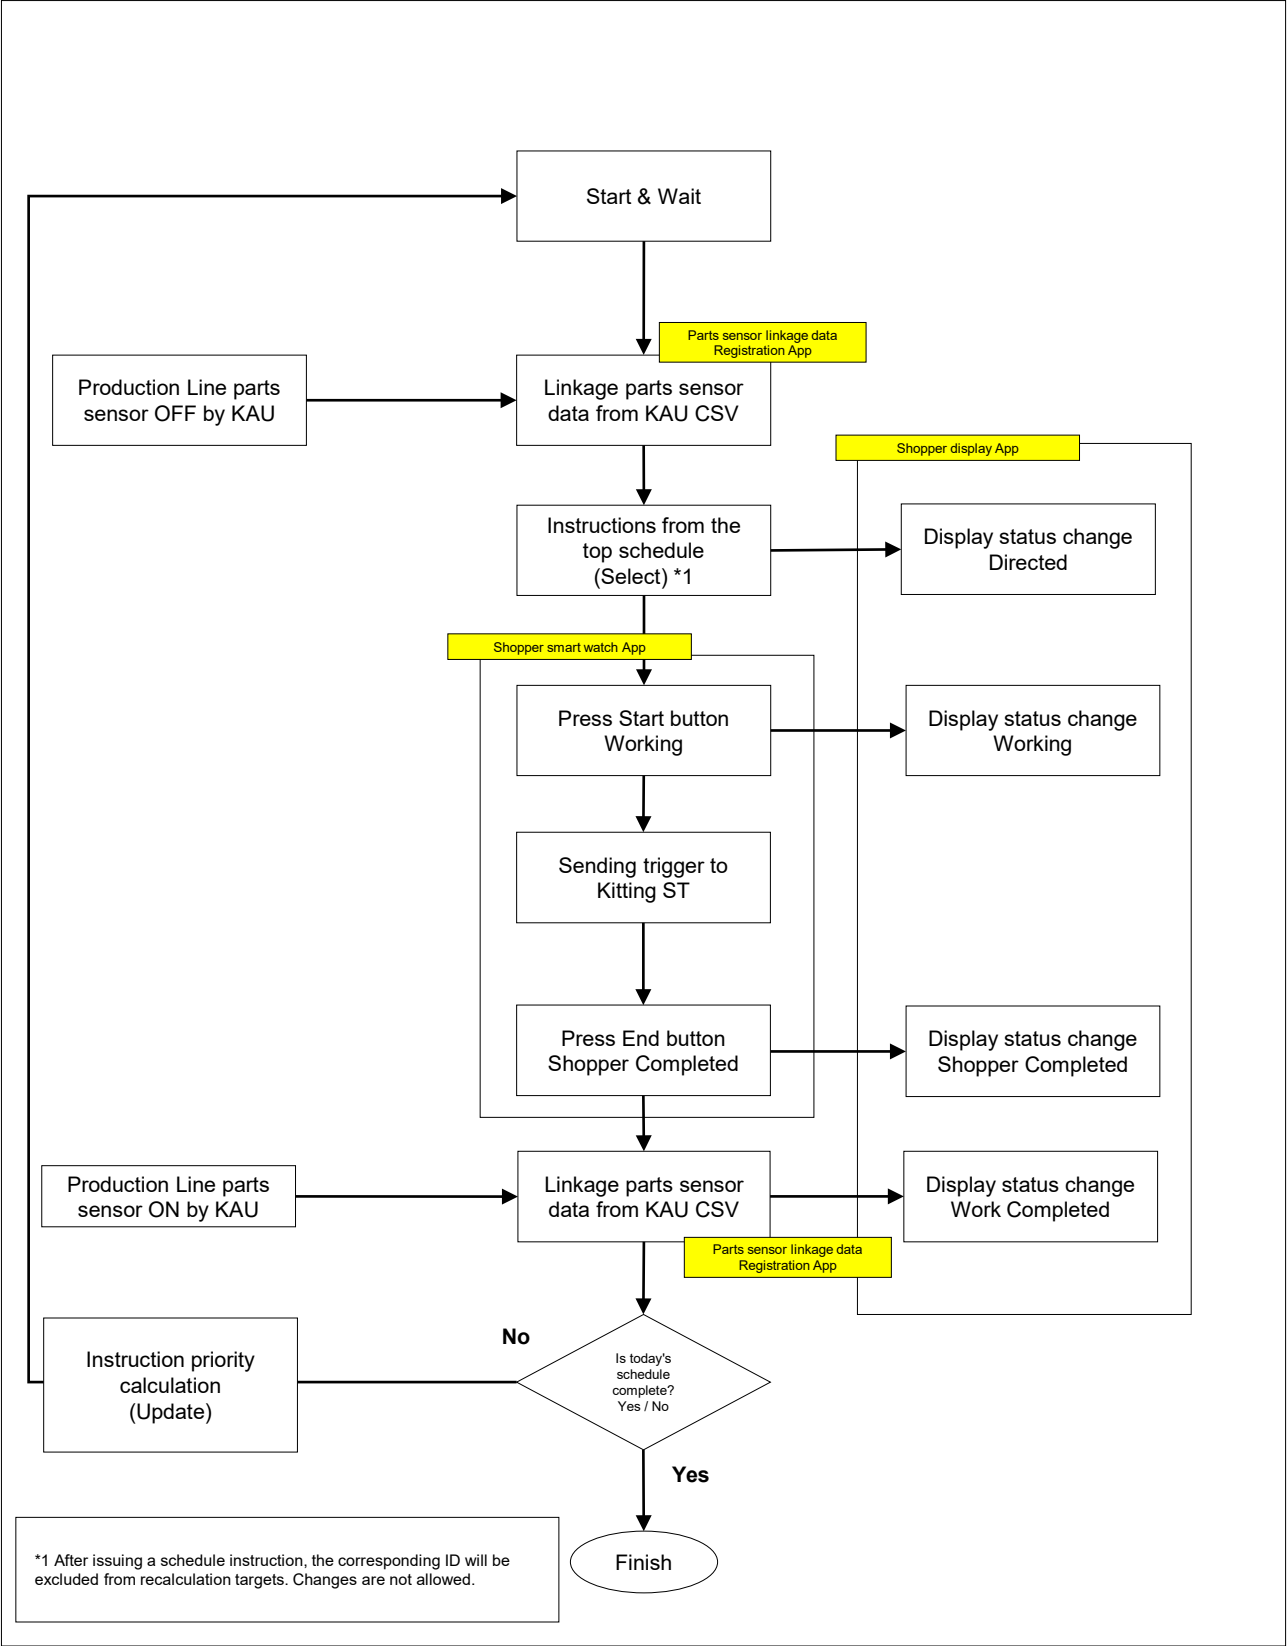 Start & Wait
Parts sensor linkage data
Registration App
Production Line parts
sensor OFF by KAU
Linkage parts sensor
data from KAU CSV
Shopper display App
Instructions from the
top schedule
(Select) *1
Display status change
Directed
Shopper smart watch App
Press Start button
Working
Display status change
Working
Sending trigger to
Kitting ST
Press End button
Shopper Completed
Display status change
Shopper Completed
Production Line parts
sensor ON by KAU
Linkage parts sensor
data from KAU CSV
Display status change
Work Completed
Parts sensor linkage data
Registration App
No
Instruction priority
calculation
(Update)
Is today's
schedule
complete?
Yes / No
Yes
*1 After issuing a schedule instruction, the corresponding ID will be
excluded from recalculation targets. Changes are not allowed.
Finish